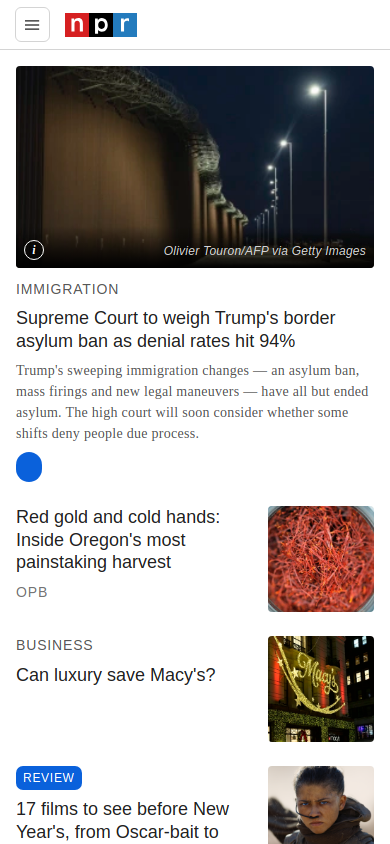 npr
Olivier Touron/AFP via Getty Images
IMMIGRATION
Supreme Court to weigh Trump's border
asylum ban as denial rates hit 94%
Trump's sweeping immigration changes — an asylum ban,
mass firings and new legal maneuvers — have all but ended
asylum. The high court will soon consider whether some
shifts deny people due process.
Red gold and cold hands:
Inside Oregon's most
painstaking harvest
OPB
BUSINESS
Can luxury save Macy's?
Macy's
REVIEW
17 films to see before New
Year's, from Oscar-bait to